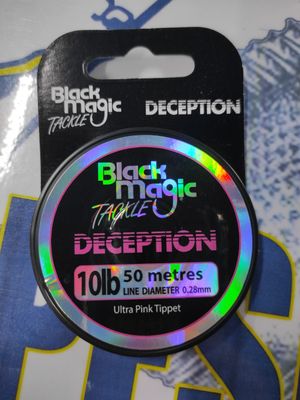 Black
Magic
TACKLE
DECEPTION
Black
Magic
TACKLE
DECEPTION
10lb 50 metres
LINE DIAMETER 0.28mm
Ultra Pink Tippet